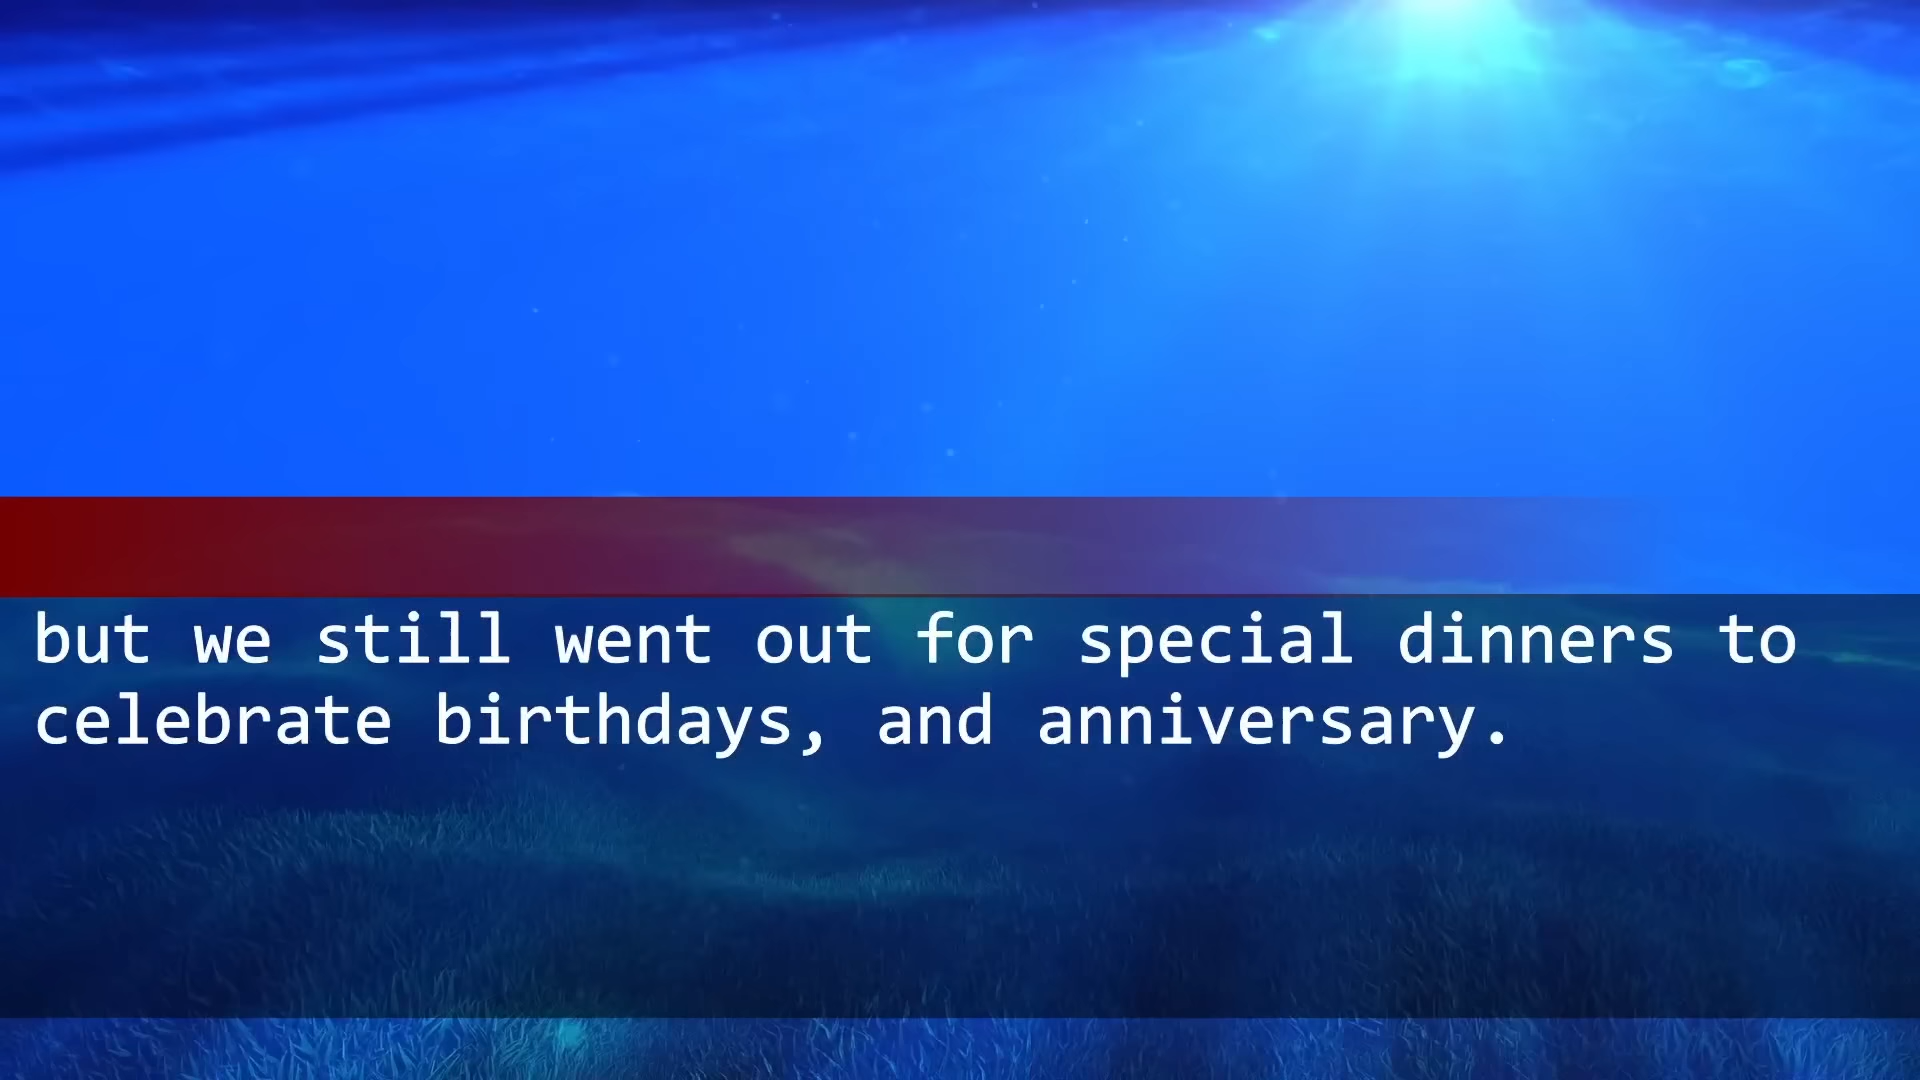 but we still went out for special dinners to
celebrate birthdays, and anniversary.